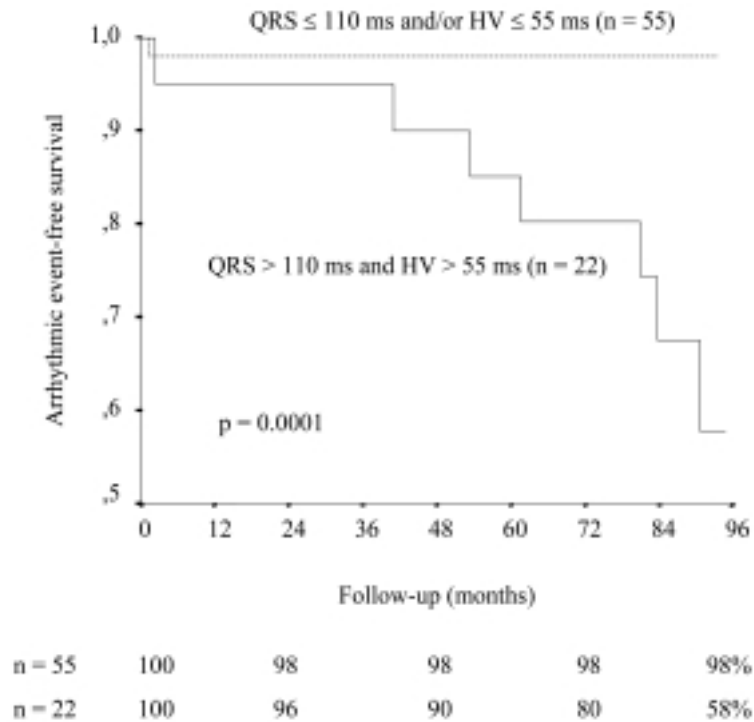 QRS ≤ 110 ms and/or HV ≤ 55 ms (n = 55)
1,0
,9
,8
,7
,6
,5
Arrhythmic event-free survival
QRS > 110 ms and HV > 55 ms (n = 22)
p = 0.0001
0 12 24 36 48 60 72 84 96
Follow-up (months)
n = 55 100 98 98 98 98%
n = 22 100 96 90 80 58%